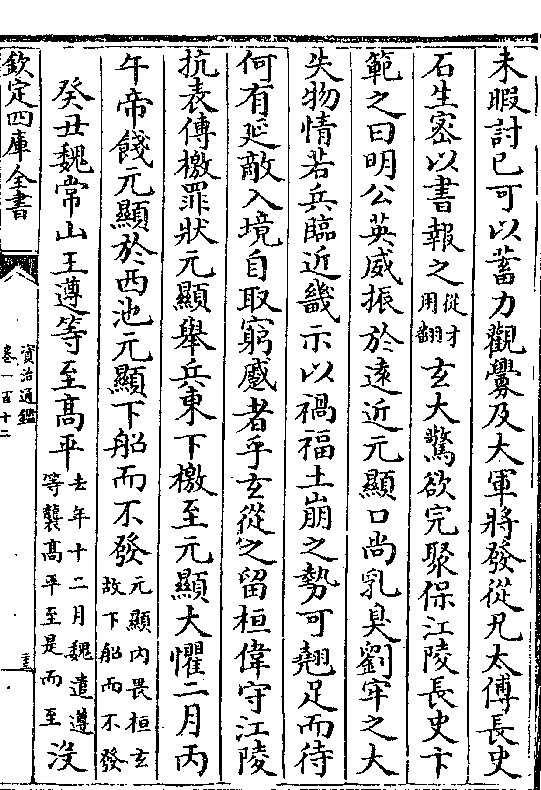 未暇討己可以蓄力觀釁及大軍將發從兄太傅長史
石生密以書報之從才用翻玄大驚欲完聚保江陵長史卞
範之曰明公英威振於遠近元顯口尚乳臭劉牢之大
失物情若兵臨近畿示以禍福土崩之勢可翹足而待
何有延敵入境自取窮蹙者乎玄從之留桓偉守江陵
抗表傳檄罪狀元顯舉兵東下檄至元顯大懼二月丙
午帝餞元顯於西池元顯下船而不發元顯內畏桓玄故下船而不發
癸丑魏常山王遵等至高平去年十二月魏遣遵等襲高平至是而至沒
欽定四庫全書
資治通鑑
卷一百十二